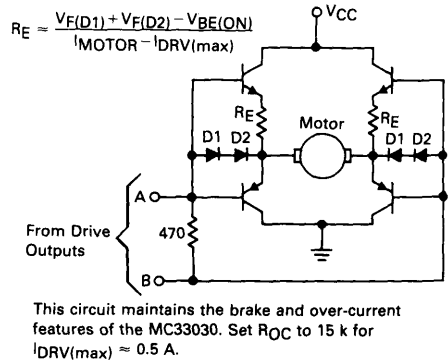 R_E ≈ (V_F(D1) + V_F(D2) − V_BE(ON)) / (I_MOTOR − I_DRV(max))
V_CC
R_E
R_E
Motor
D1 D2
D1 D2
A
470
From Drive
Outputs
B
This circuit maintains the brake and over-current
features of the MC33030. Set R_OC to 15 k for
I_DRV(max) ≈ 0.5 A.